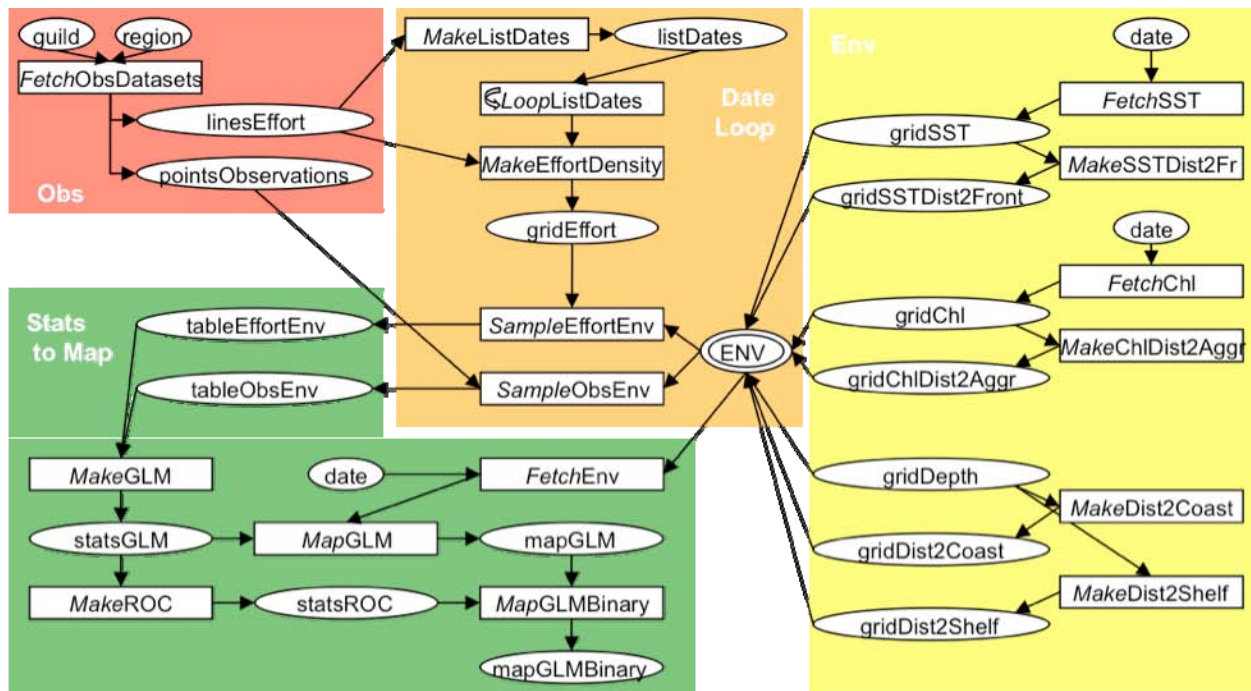 guild
region
FetchObsDatasets
linesEffort
pointsObservations
Obs
MakeListDates
listDates
LoopListDates
Date
Loop
MakeEffortDensity
gridEffort
SampleEffortEnv
ENV
SampleObsEnv
Env
date
FetchSST
gridSST
MakeSSTDist2Fr
gridSSTDist2Front
date
FetchChl
gridChl
MakeChlDist2Aggr
gridChlDist2Aggr
gridDepth
MakeDist2Coast
gridDist2Coast
MakeDist2Shelf
gridDist2Shelf
Stats
to Map
tableEffortEnv
tableObsEnv
MakeGLM
date
FetchEnv
statsGLM
MapGLM
mapGLM
MakeROC
statsROC
MapGLMBinary
mapGLMBinary